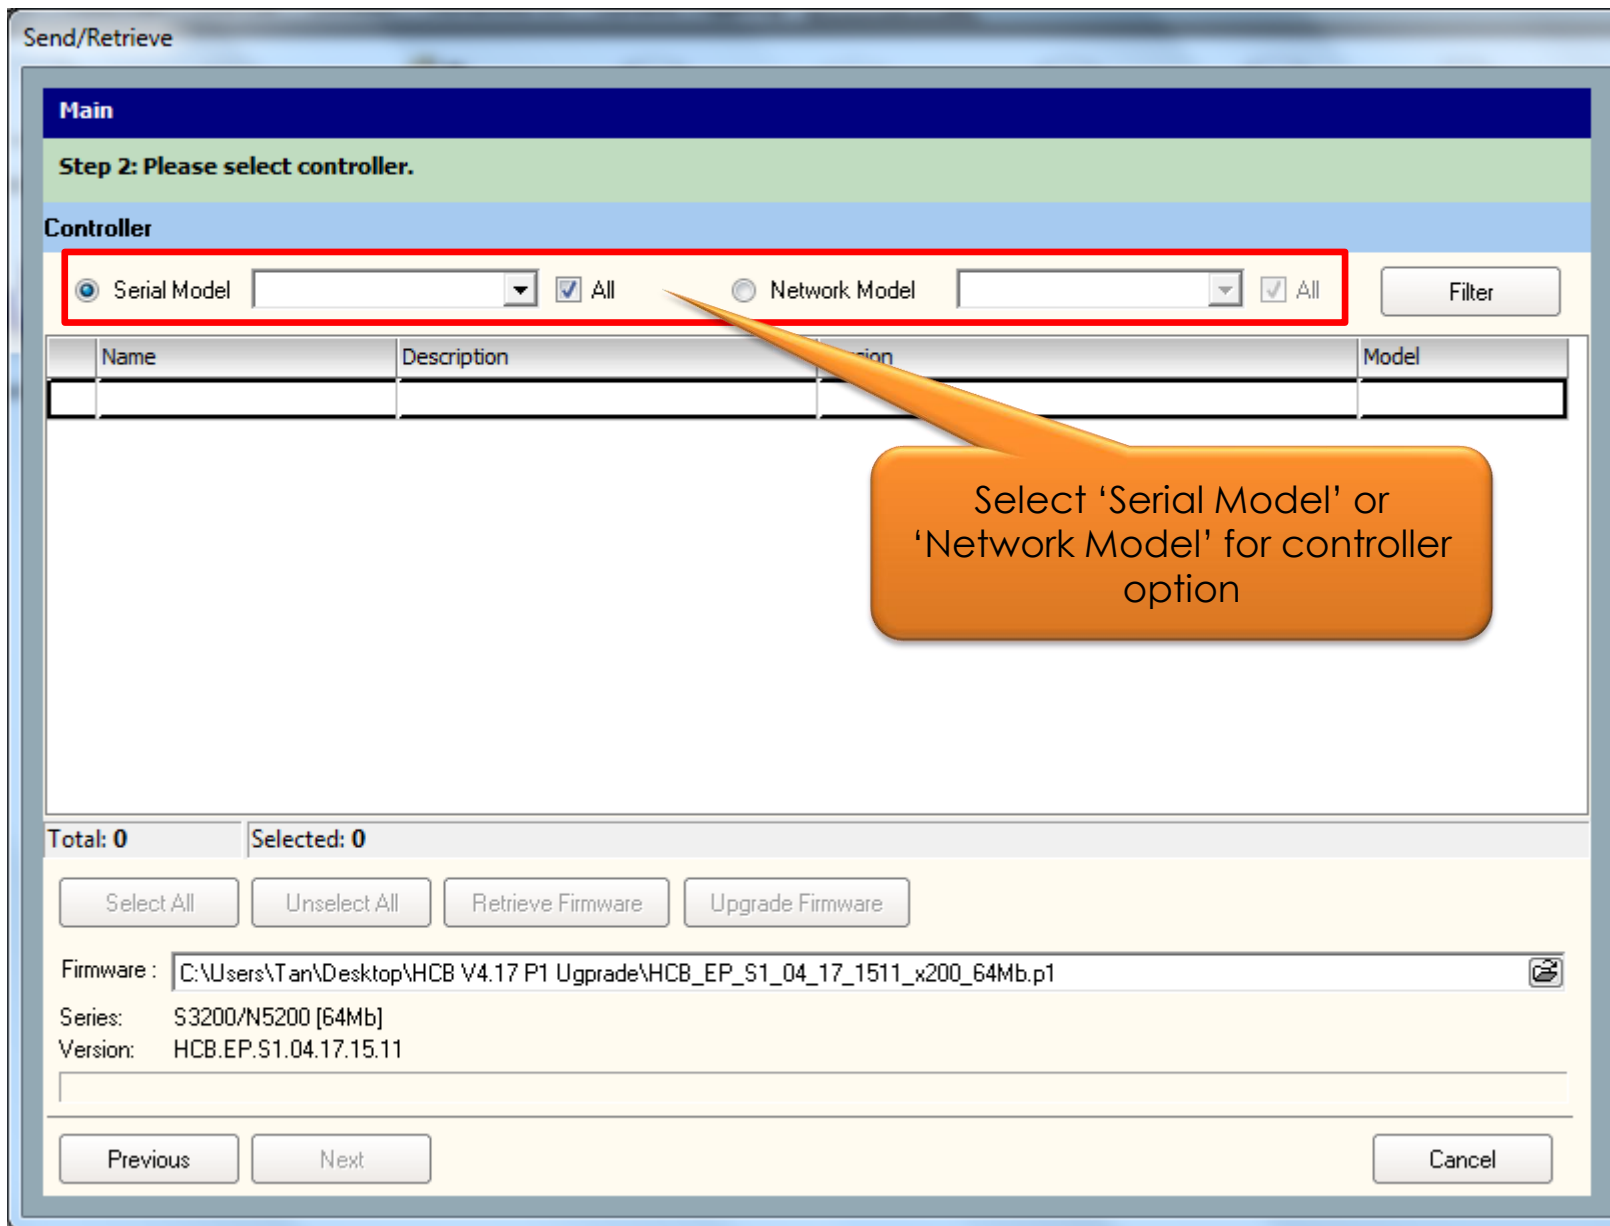 Send/Retrieve
Main
Step 2: Please select controller.
Controller
Serial Model All Network Model All Filter
Name Description Model
Select ‘Serial Model’ or
‘Network Model’ for controller
option
Total: 0 Selected: 0
Select All Unselect All Retrieve Firmware Upgrade Firmware
Firmware : C:\Users\Tan\Desktop\HCB V4.17 P1 Ugprade\HCB_EP_S1_04_17_1511_x200_64Mb.p1
Series: S3200/N5200 [64Mb]
Version: HCB.EP.S1.04.17.15.11
Previous Next Cancel